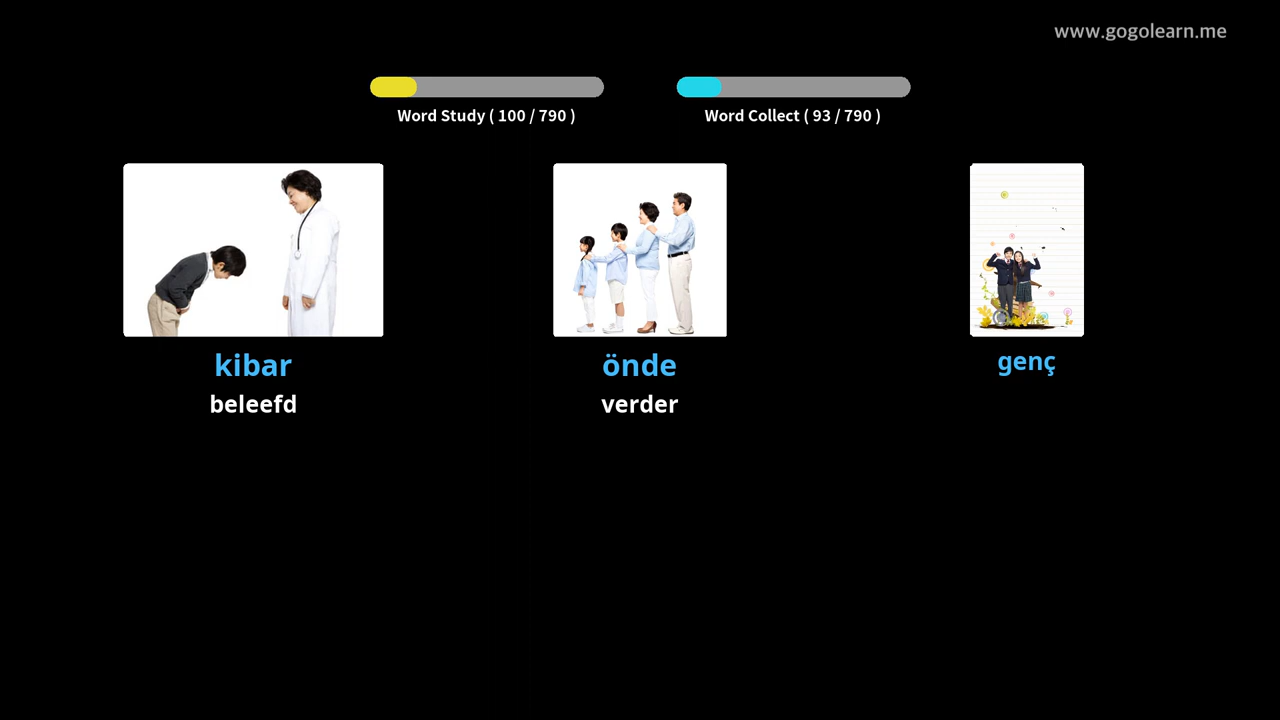 www.gogolearn.me
Word Study ( 100 / 790 )
Word Collect ( 93 / 790 )
kibar
önde
genç
beleefd
verder